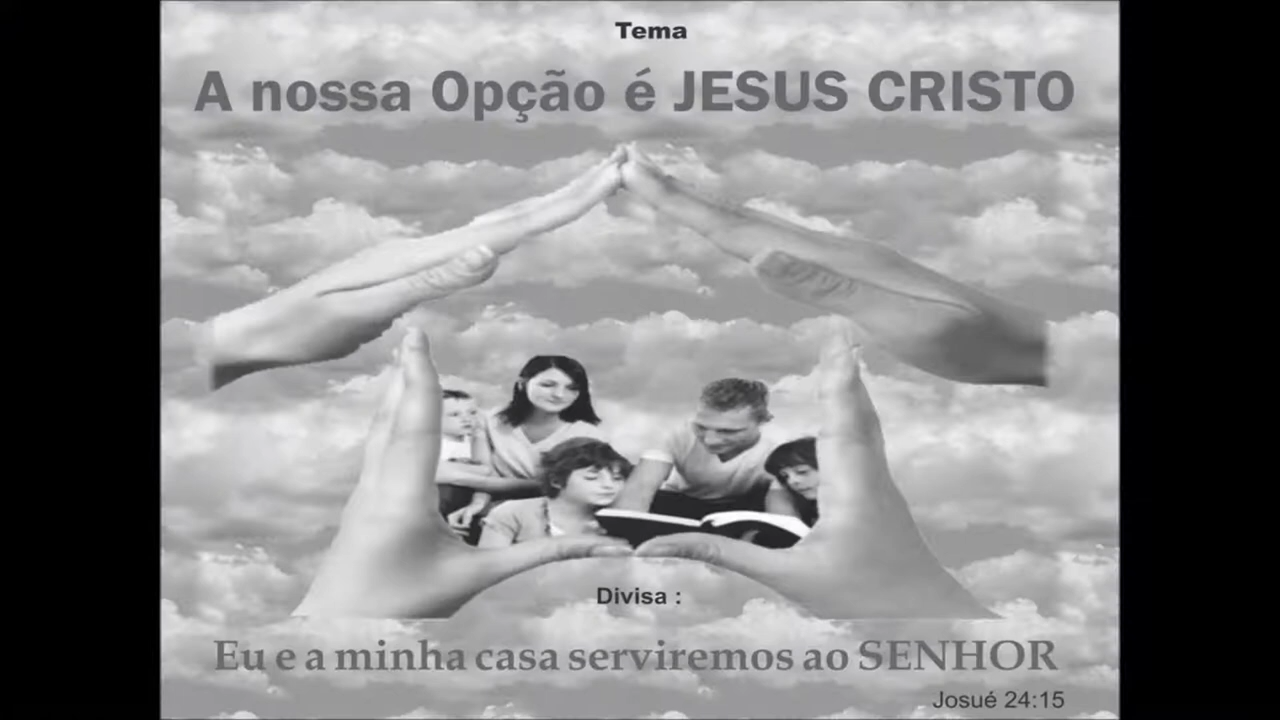 Tema
A nossa Opção é JESUS CRISTO
Divisa :
Eu e a minha casa serviremos ao SENHOR
Josué 24:15